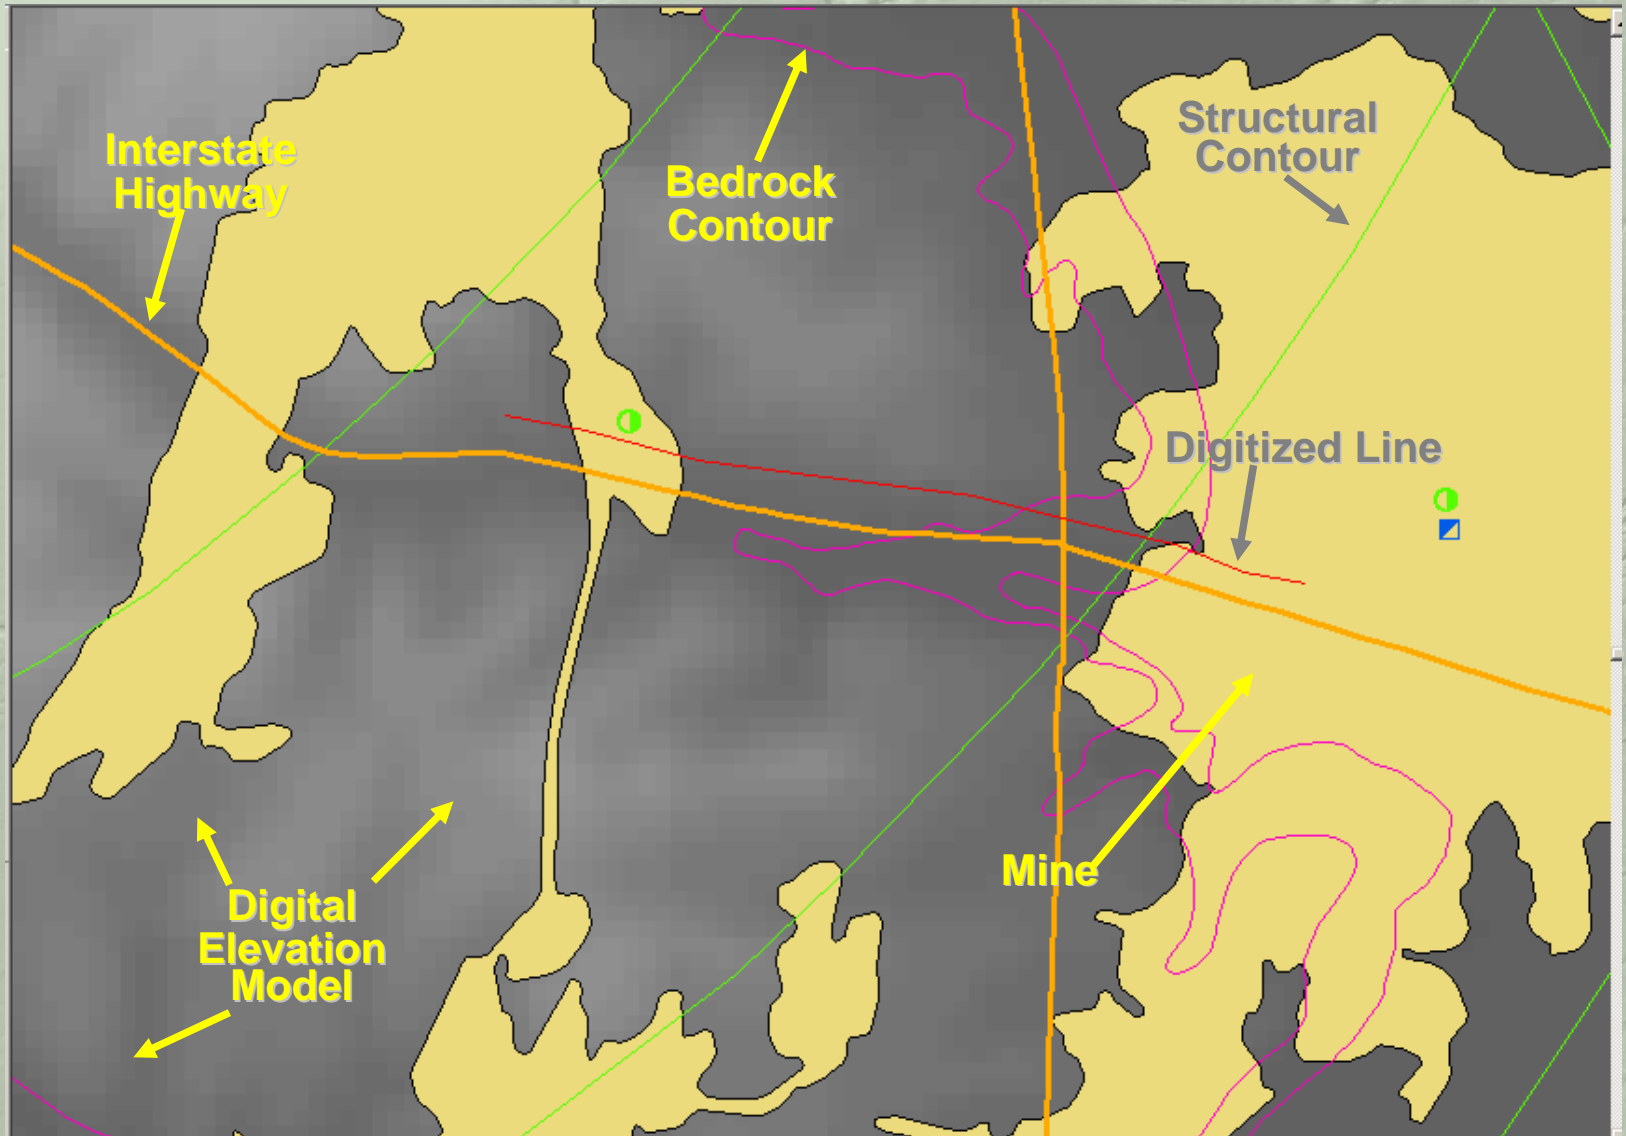 Structural
Contour
Interstate
Highway
Bedrock
Contour
Digitized Line
Mine
Digital
Elevation
Model